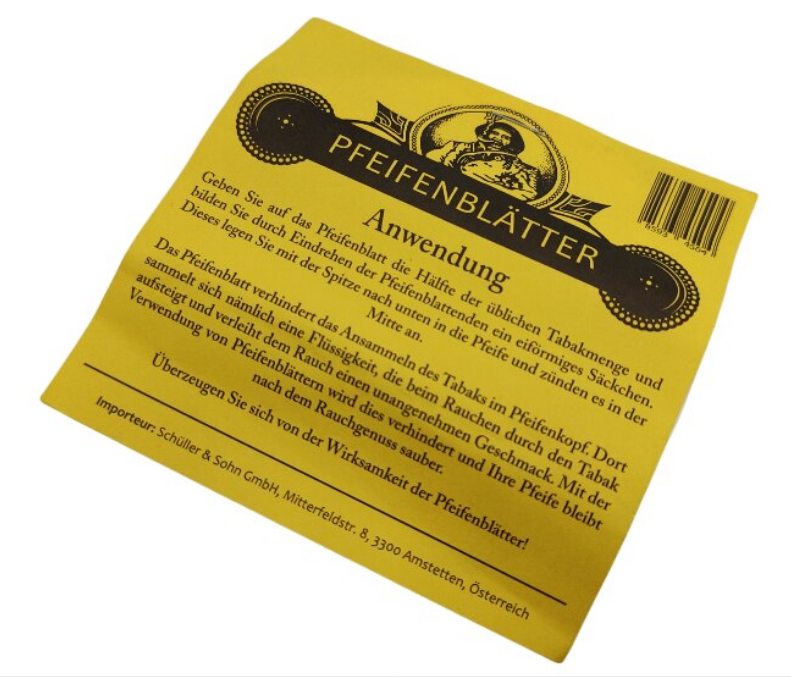 PFEIFENBLÄTTER
Anwendung
Geben Sie auf das Pfeifenblatt die Hälfte der üblichen Tabakmenge und
bilden Sie durch Eindrehen der Pfeifenblattenden ein eiförmiges Säckchen.
Dieses legen Sie mit der Spitze nach unten in die Pfeife und zünden es in der
Mitte an.
Das Pfeifenblatt verhindert das Ansammeln des Tabaks im Pfeifenkopf. Dort
sammelt sich nämlich eine Flüssigkeit, die beim Rauchen durch den Tabak
aufsteigt und verleiht dem Rauch einen unangenehmen Geschmack. Mit der
Verwendung von Pfeifenblättern wird dies verhindert und Ihre Pfeife bleibt
nach dem Rauchgenuss sauber.
Überzeugen Sie sich von der Wirksamkeit der Pfeifenblätter!
Importeur: Schüller & Sohn GmbH, Mitterfeldstr. 8, 3300 Amstetten, Österreich